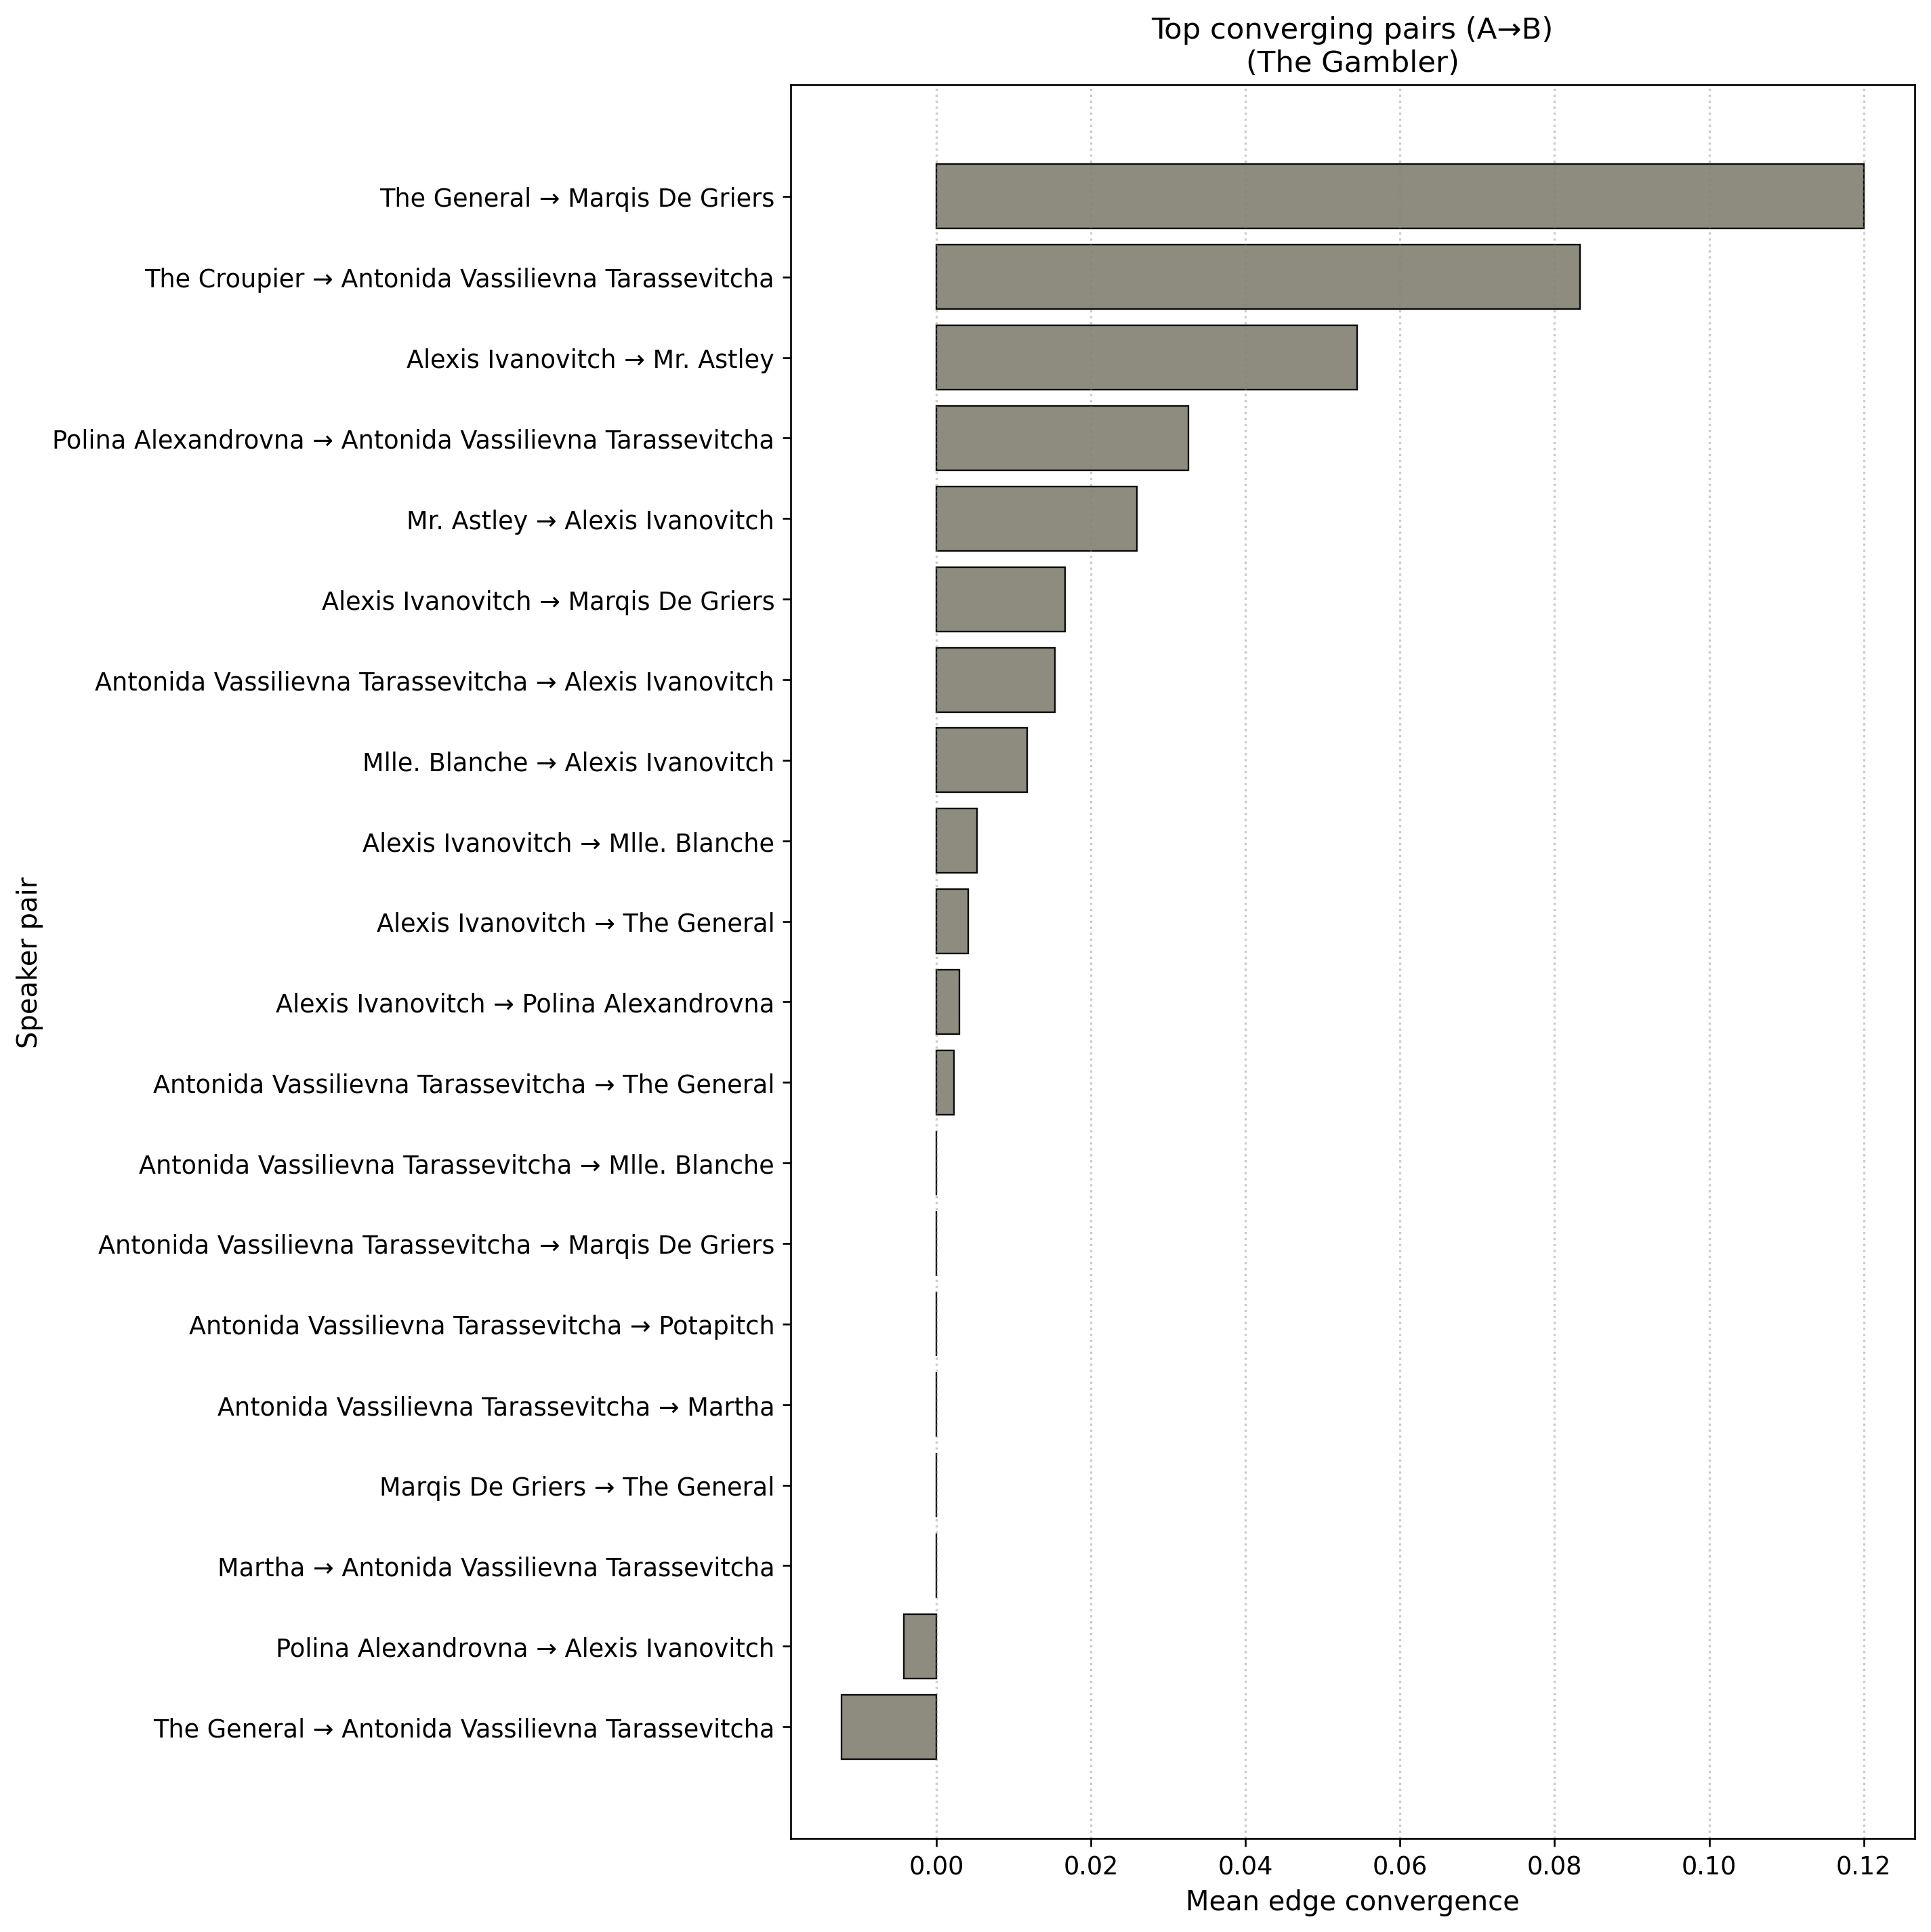 Top converging pairs (A→B)
(The Gambler)
The General → Marqis De Griers
The Croupier → Antonida Vassilievna Tarassevitcha
Alexis Ivanovitch → Mr. Astley
Polina Alexandrovna → Antonida Vassilievna Tarassevitcha
Mr. Astley → Alexis Ivanovitch
Alexis Ivanovitch → Marqis De Griers
Antonida Vassilievna Tarassevitcha → Alexis Ivanovitch
Mlle. Blanche → Alexis Ivanovitch
Alexis Ivanovitch → Mlle. Blanche
Alexis Ivanovitch → The General
Alexis Ivanovitch → Polina Alexandrovna
Antonida Vassilievna Tarassevitcha → The General
Antonida Vassilievna Tarassevitcha → Mlle. Blanche
Antonida Vassilievna Tarassevitcha → Marqis De Griers
Antonida Vassilievna Tarassevitcha → Potapitch
Antonida Vassilievna Tarassevitcha → Martha
Marqis De Griers → The General
Martha → Antonida Vassilievna Tarassevitcha
Polina Alexandrovna → Alexis Ivanovitch
The General → Antonida Vassilievna Tarassevitcha
Speaker pair
0.00 0.02 0.04 0.06 0.08 0.10 0.12
Mean edge convergence